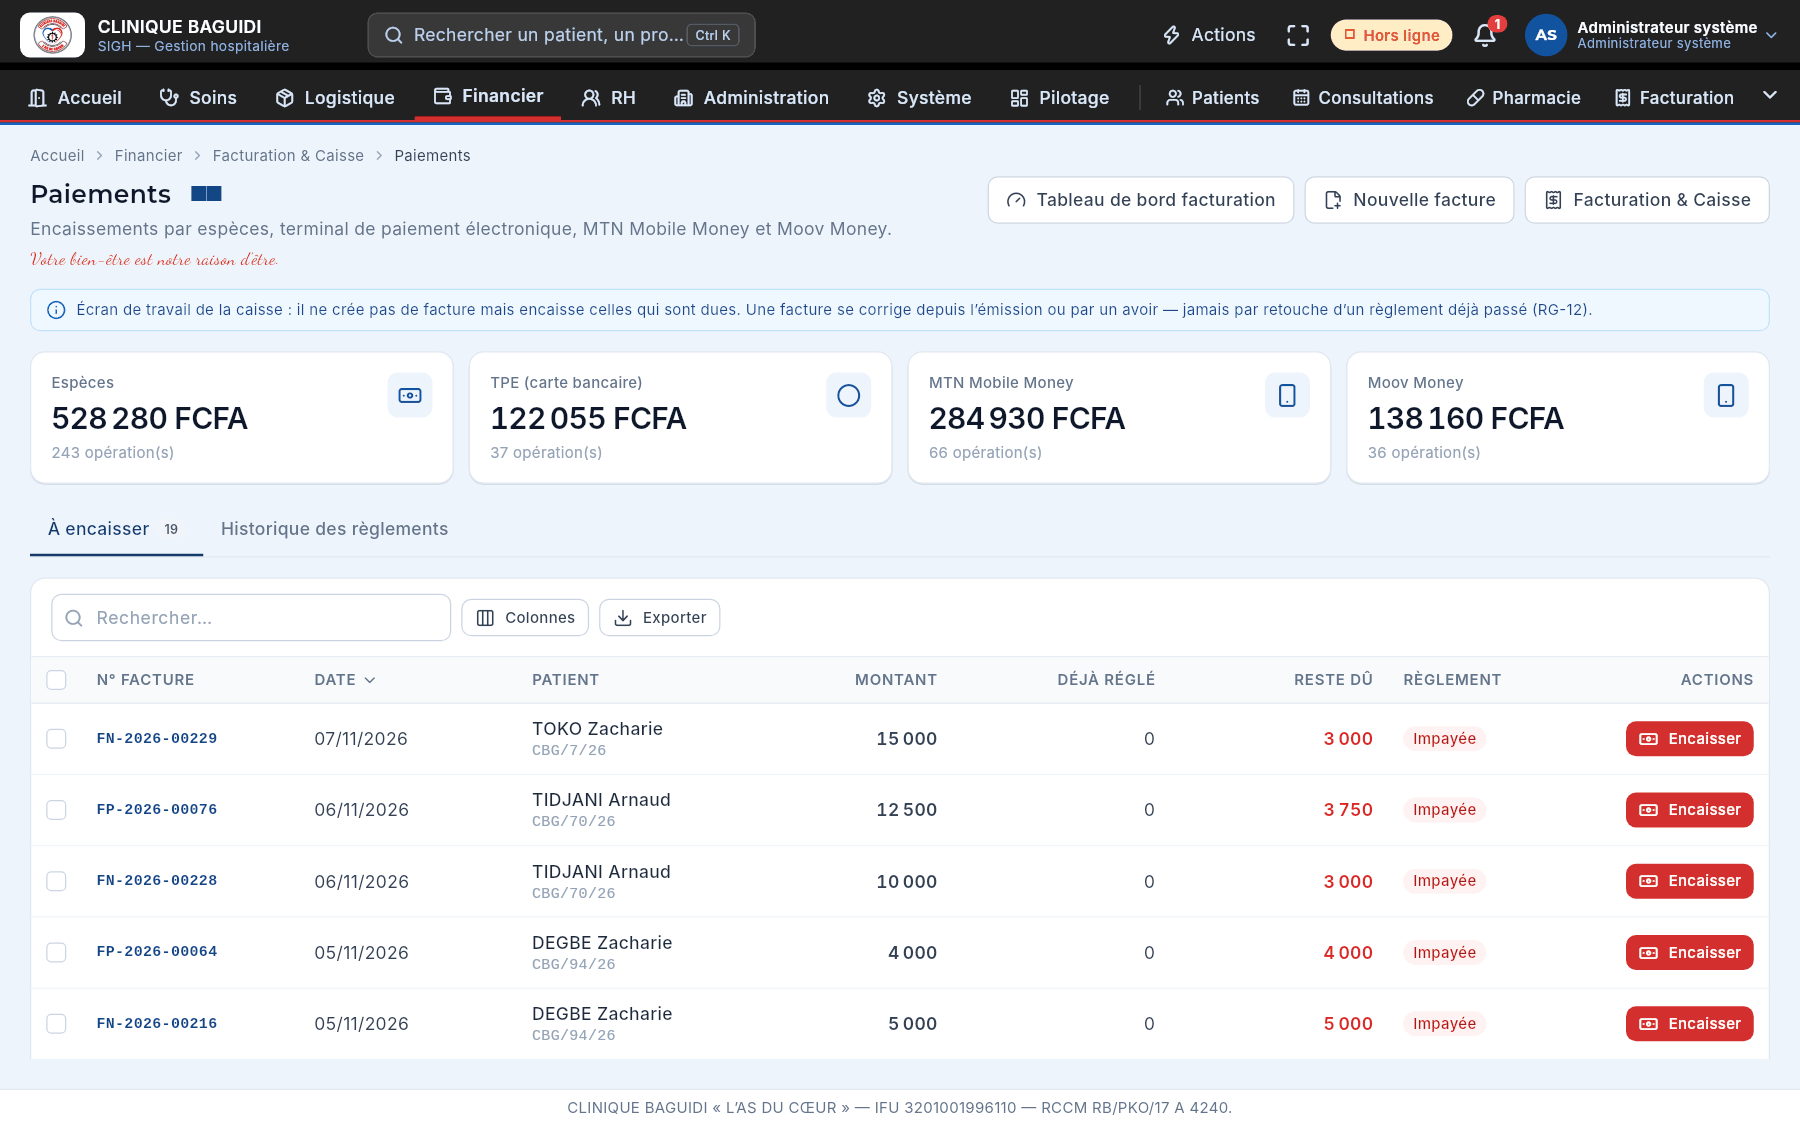 CLINIQUE BAGUIDI
SIGH — Gestion hospitalière
Rechercher un patient, un pro... Ctrl K
Actions
Hors ligne
1
AS
Administrateur système
Administrateur système
Accueil Soins Logistique Financier RH Administration Système Pilotage Patients Consultations Pharmacie Facturation
Accueil > Financier > Facturation & Caisse > Paiements
Paiements
Tableau de bord facturation Nouvelle facture Facturation & Caisse
Encaissements par espèces, terminal de paiement électronique, MTN Mobile Money et Moov Money.
Votre bien-être est notre raison d'être.
Écran de travail de la caisse : il ne crée pas de facture mais encaisse celles qui sont dues. Une facture se corrige depuis l’émission ou par un avoir — jamais par retouche d’un règlement déjà passé (RG-12).
Espèces
528 280 FCFA
243 opération(s)
TPE (carte bancaire)
122 055 FCFA
37 opération(s)
MTN Mobile Money
284 930 FCFA
66 opération(s)
Moov Money
138 160 FCFA
36 opération(s)
À encaisser 19 Historique des règlements
Rechercher... Colonnes Exporter
N° FACTURE DATE PATIENT MONTANT DÉJÀ RÉGLÉ RESTE DÛ RÈGLEMENT ACTIONS
FN-2026-00229 07/11/2026 TOKO Zacharie 15 000 0 3 000 Impayée Encaisser
CBG/7/26
FP-2026-00076 06/11/2026 TIDJANI Arnaud 12 500 0 3 750 Impayée Encaisser
CBG/70/26
FN-2026-00228 06/11/2026 TIDJANI Arnaud 10 000 0 3 000 Impayée Encaisser
CBG/70/26
FP-2026-00064 05/11/2026 DEGBE Zacharie 4 000 0 4 000 Impayée Encaisser
CBG/94/26
FN-2026-00216 05/11/2026 DEGBE Zacharie 5 000 0 5 000 Impayée Encaisser
CBG/94/26
CLINIQUE BAGUIDI « L’AS DU CŒUR » — IFU 3201001996110 — RCCM RB/PKO/17 A 4240.